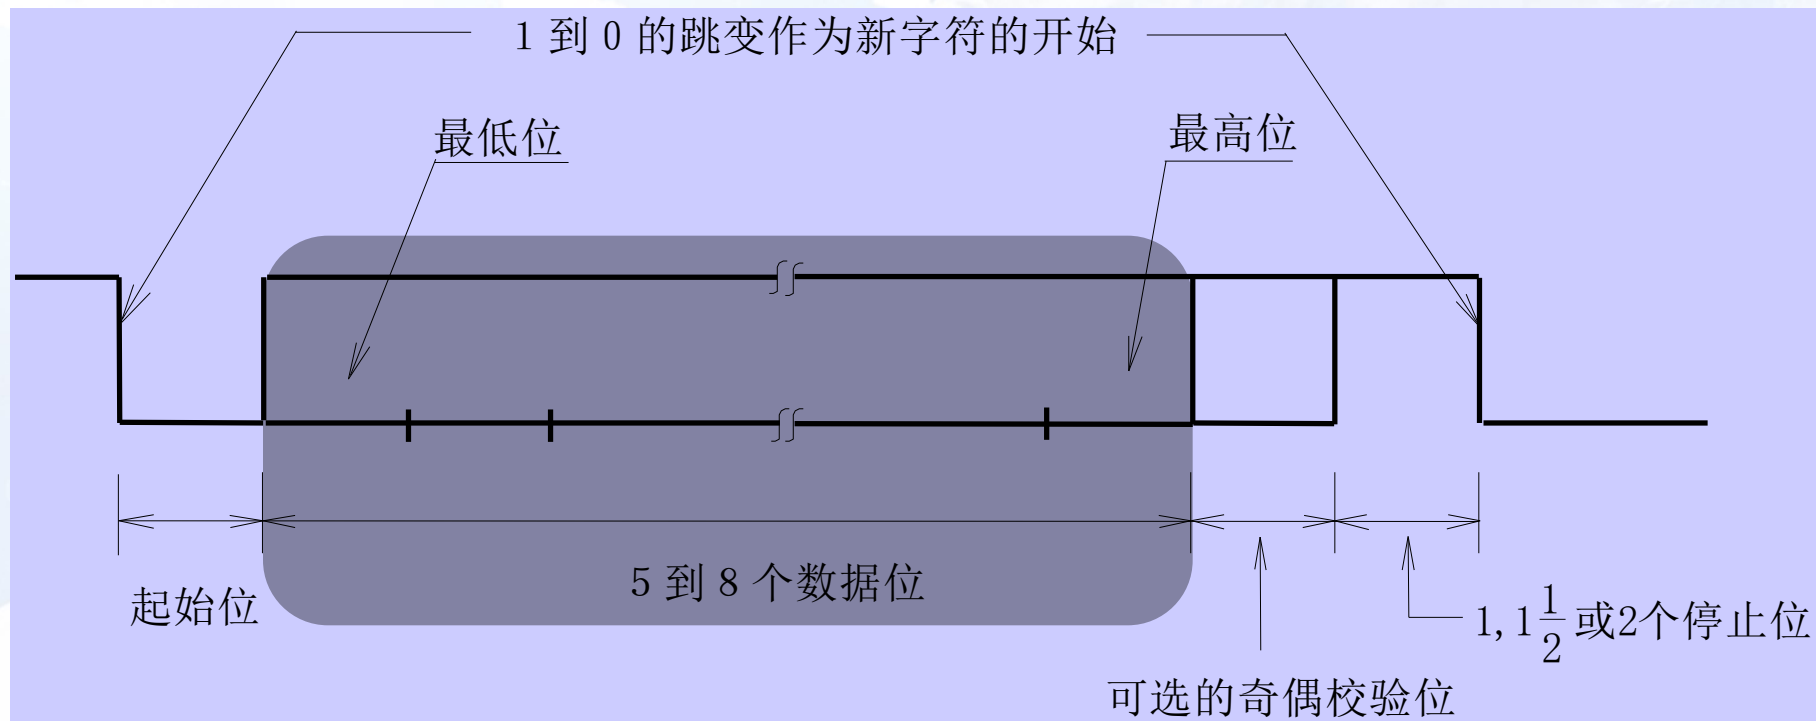 1 到 0 的跳变作为新字符的开始
最低位
最高位
5 到 8 个数据位
起始位
1,1 1/2 或2个停止位
可选的奇偶校验位